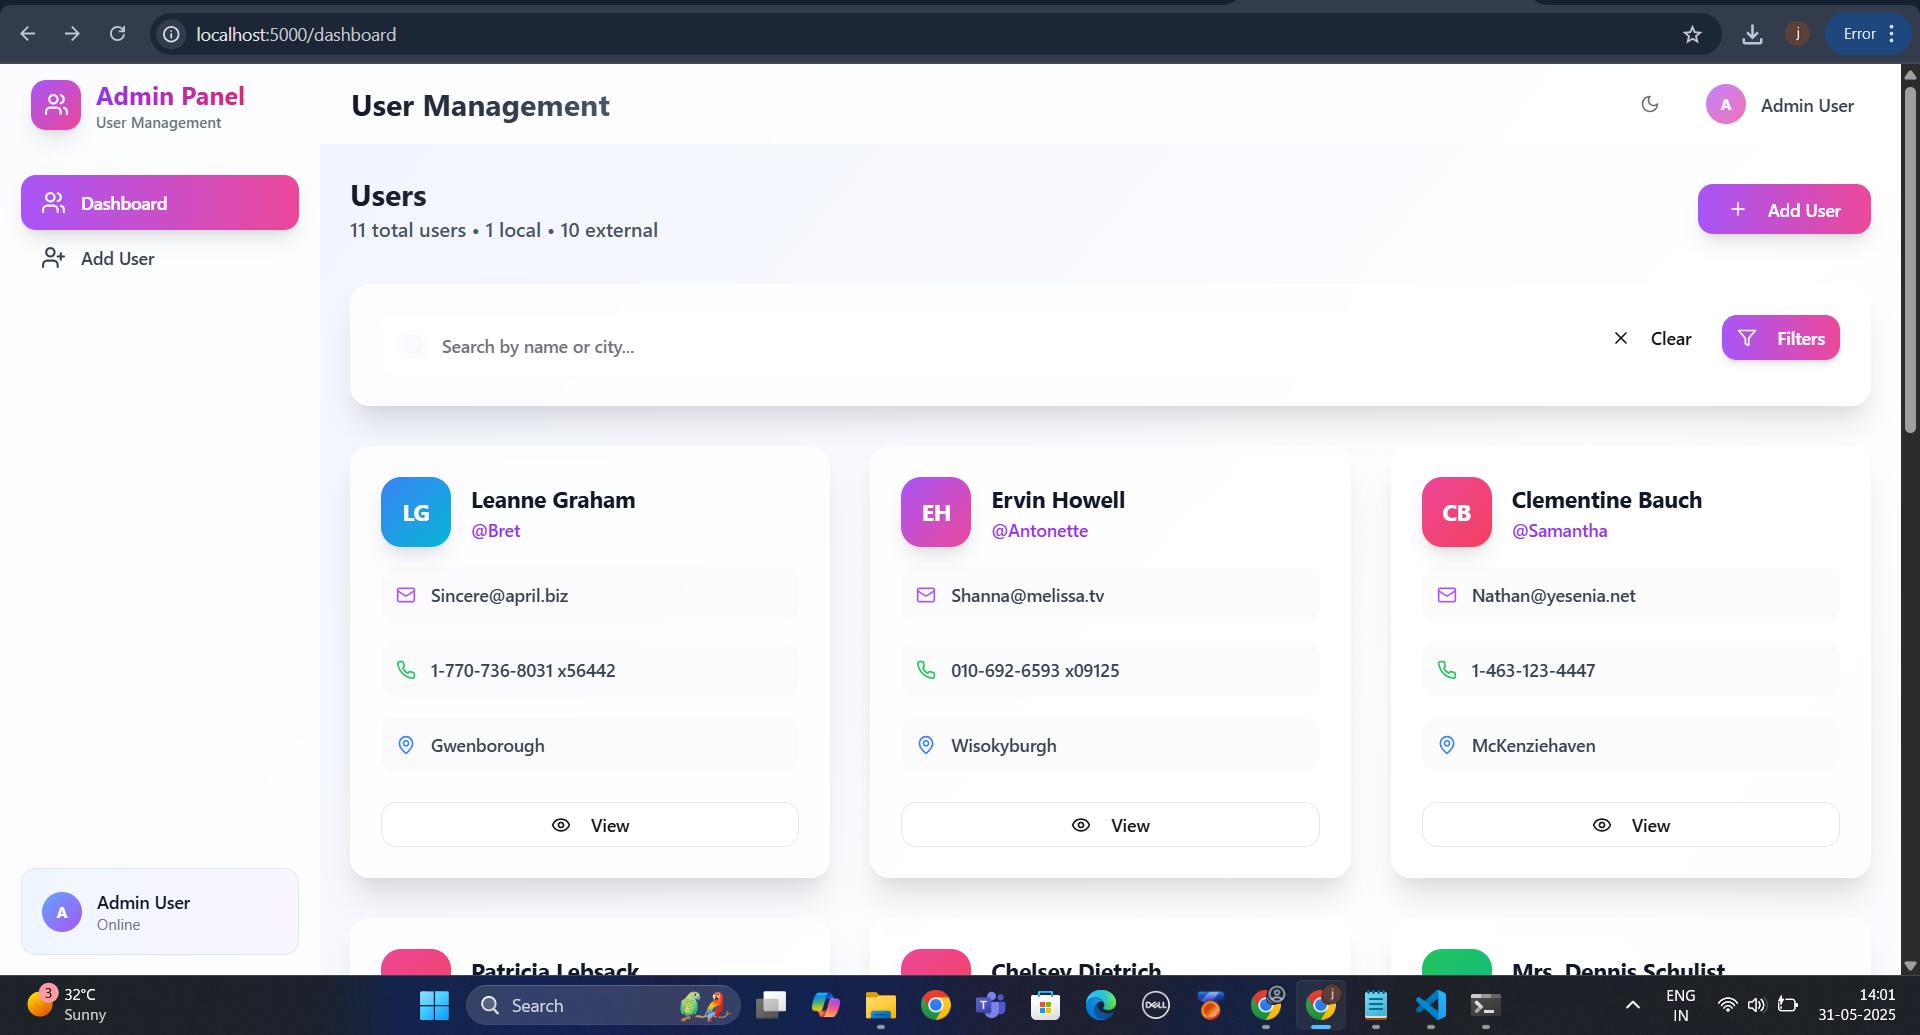 localhost:5000/dashboard
j
Error
Admin Panel
User Management
User Management
A
Admin User
Dashboard
Add User
Users
11 total users • 1 local • 10 external
Add User
Search by name or city...
Clear
Filters
LG
Leanne Graham
@Bret
Sincere@april.biz
1-770-736-8031 x56442
Gwenborough
View
EH
Ervin Howell
@Antonette
Shanna@melissa.tv
010-692-6593 x09125
Wisokyburgh
View
CB
Clementine Bauch
@Samantha
Nathan@yesenia.net
1-463-123-4447
McKenziehaven
View
A
Admin User
Online
Patricia Lebsack
Chelsey Dietrich
Mrs. Dennis Schulist
3
32°C
Sunny
Search
T
DELL
j
ENG
IN
14:01
31-05-2025